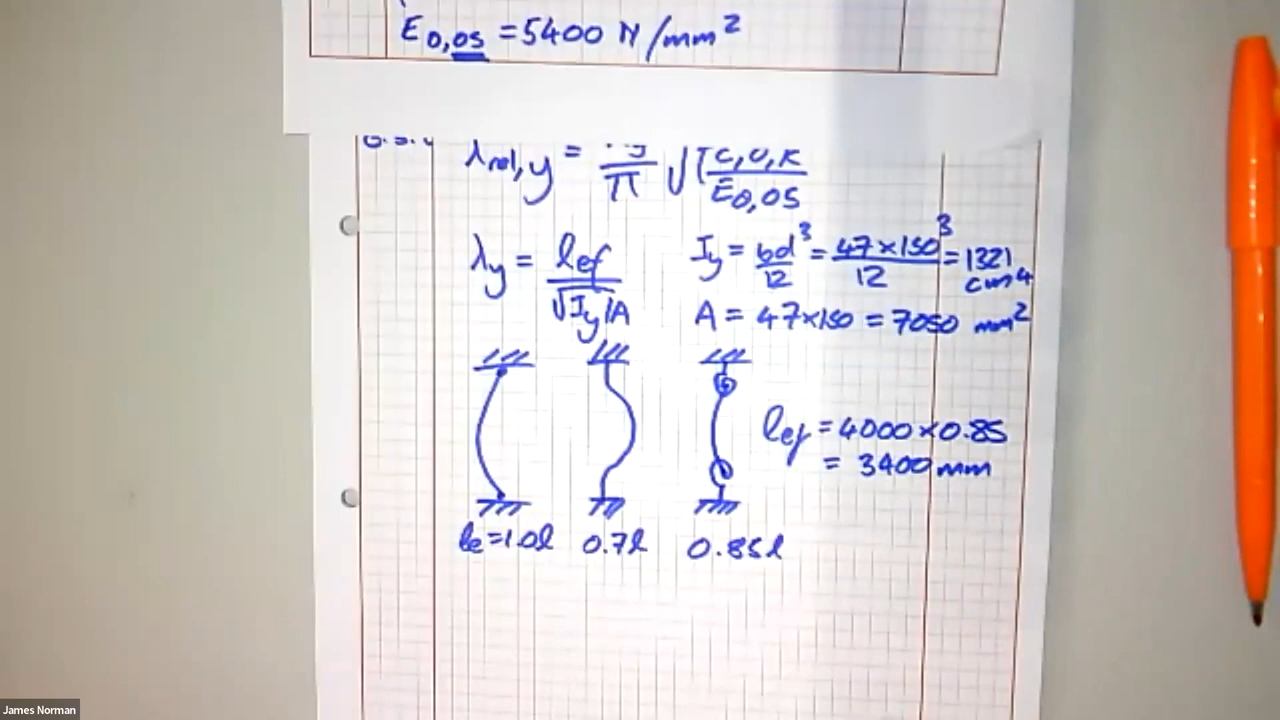 E0,05 = 5400 N/mm²
λrel,y = /π √ fc,0,k/E0,05
λy = lef/√Iy/A Iy = bd³/12 = 47×150³/12 = 1321 cm⁴
A = 47×150 = 7050 mm²
lef = 4000×0.85
= 3400 mm
le=1.0l 0.7l 0.85l
James Norman